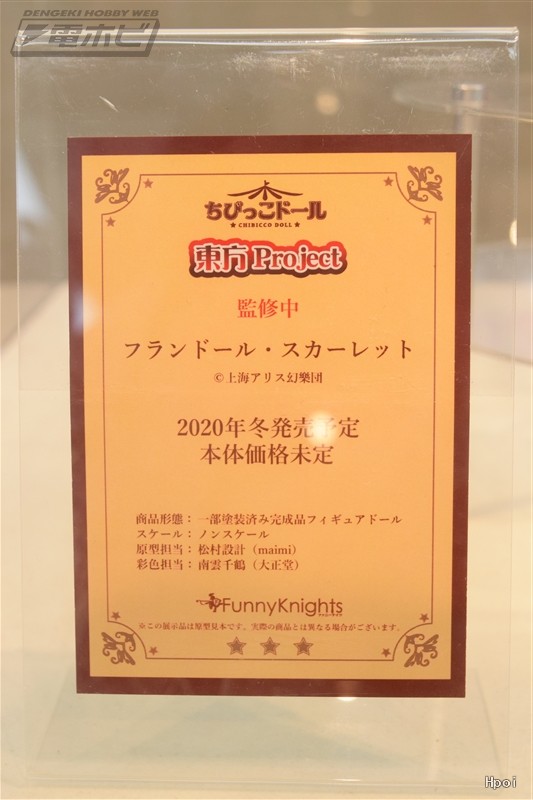 DENGEKI HOBBY WEB
電ホビ
ちびっこドール
★ CHIBICCO DOLL ★
東方Project
監修中
フランドール・スカーレット
©上海アリス幻樂団
2020年冬発売予定
本体価格未定
商品形態：一部塗装済み完成品フィギュアドール
スケール：ノンスケール
原型担当：松村設計（maimi）
彩色担当：南雲千鶴（大正堂）
FunnyKnights
※この展示品は原型見本です。実際の商品とは異なる場合がございます。
Hpoi